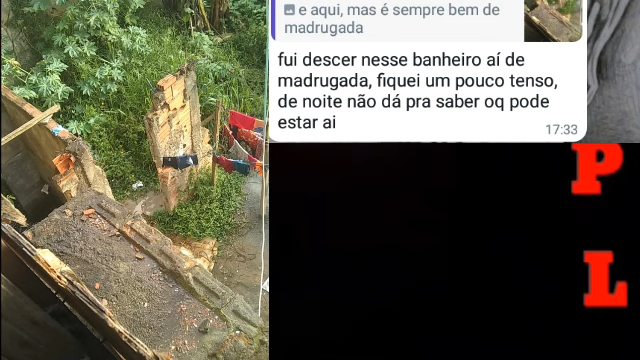 e aqui, mas é sempre bem de
madrugada
fui descer nesse banheiro aí de
madrugada, fiquei um pouco tenso,
de noite não dá pra saber oq pode
estar ai
17:33
P
L